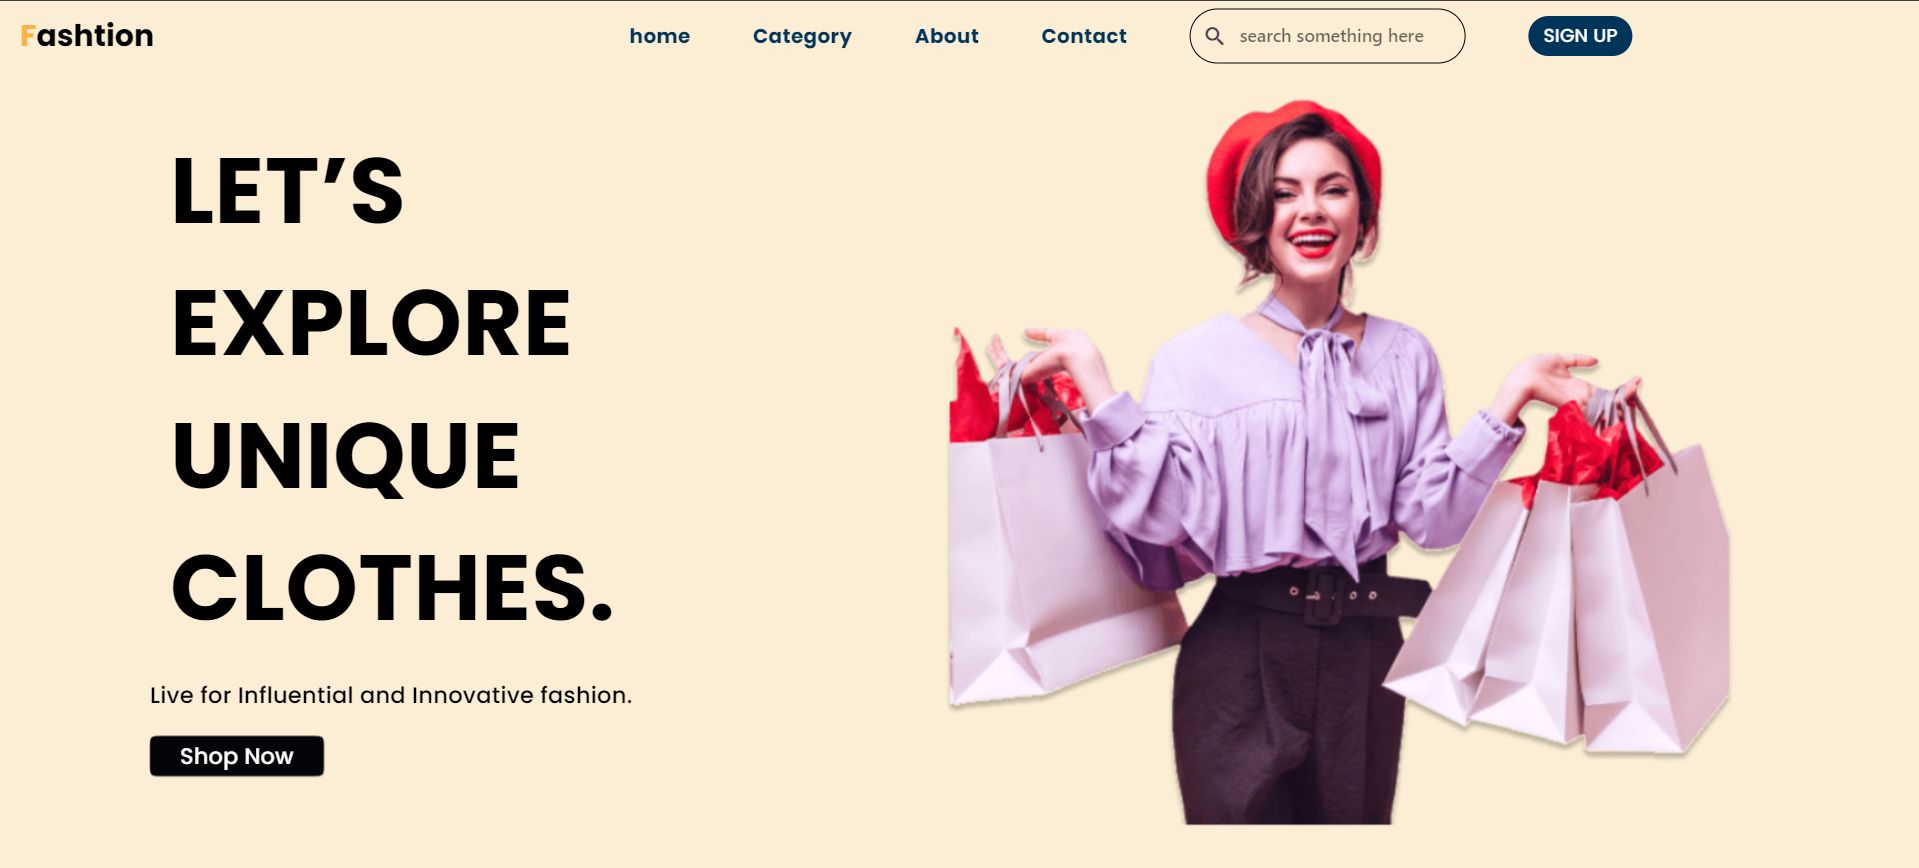 Fashtion
home Category About Contact search something here SIGN UP
LET’S
EXPLORE
UNIQUE
CLOTHES.
Live for Influential and Innovative fashion.
Shop Now